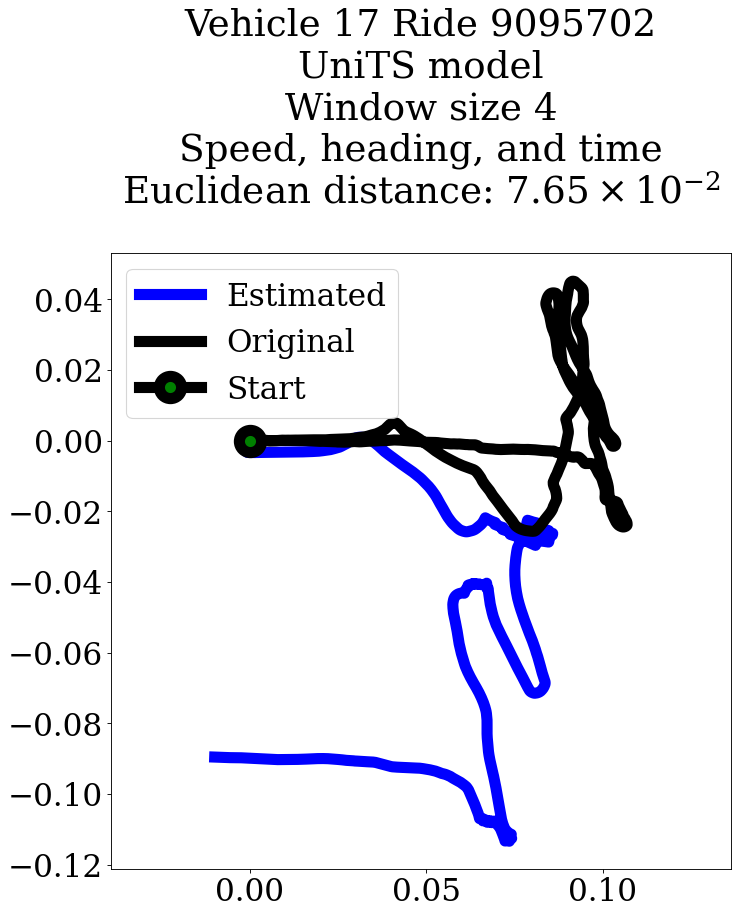 Vehicle 17 Ride 9095702
UniTS model
Window size 4
Speed, heading, and time
Euclidean distance: 7.65 × 10⁻²
Estimated
Original
Start
0.04
0.02
0.00
−0.02
−0.04
−0.06
−0.08
−0.10
−0.12
0.00 0.05 0.10